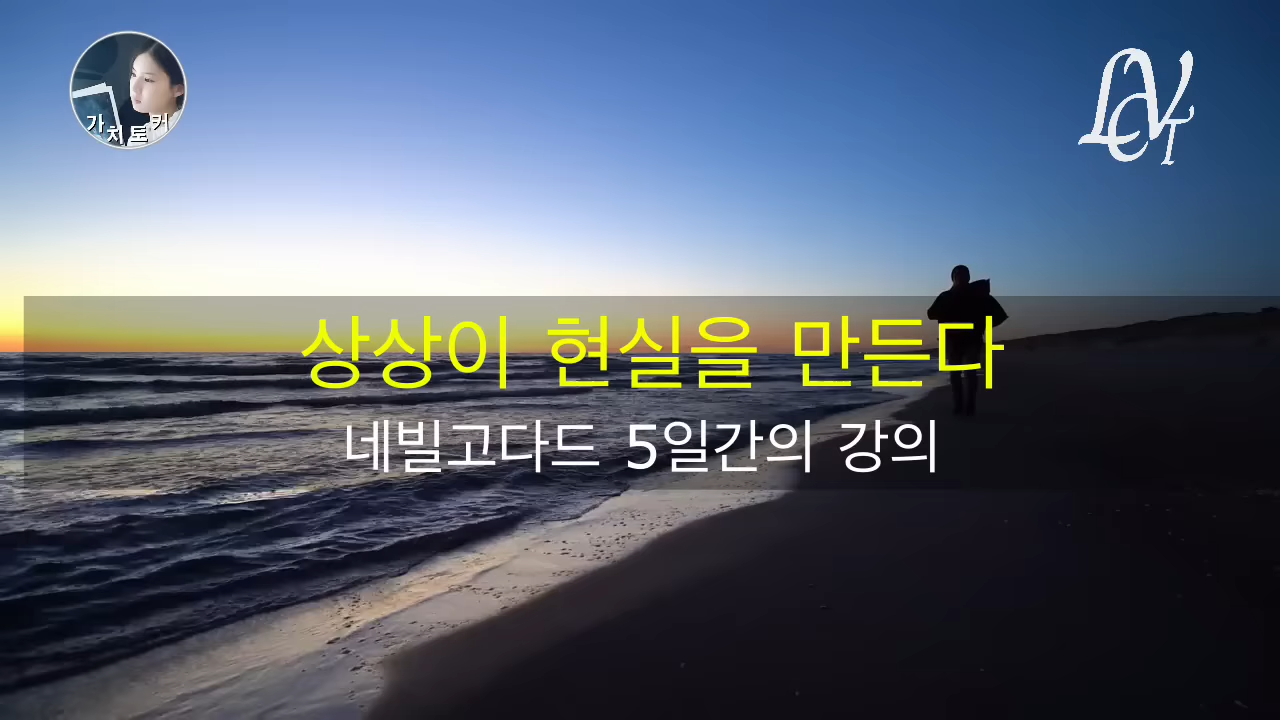 가치토커
상상이 현실을 만든다
네빌고다드 5일간의 강의